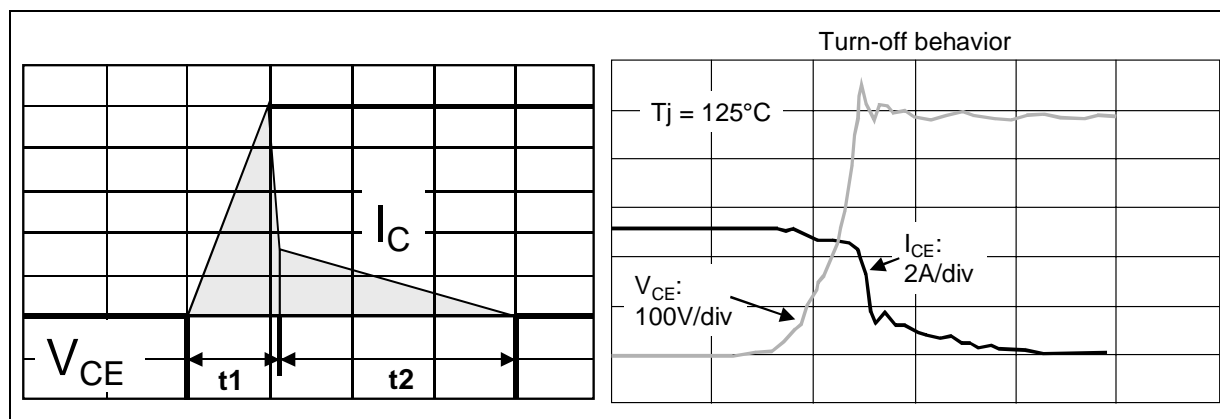 I_C
V_CE
t1
t2
Turn-off behavior
Tj = 125°C
I_CE:
2A/div
V_CE:
100V/div